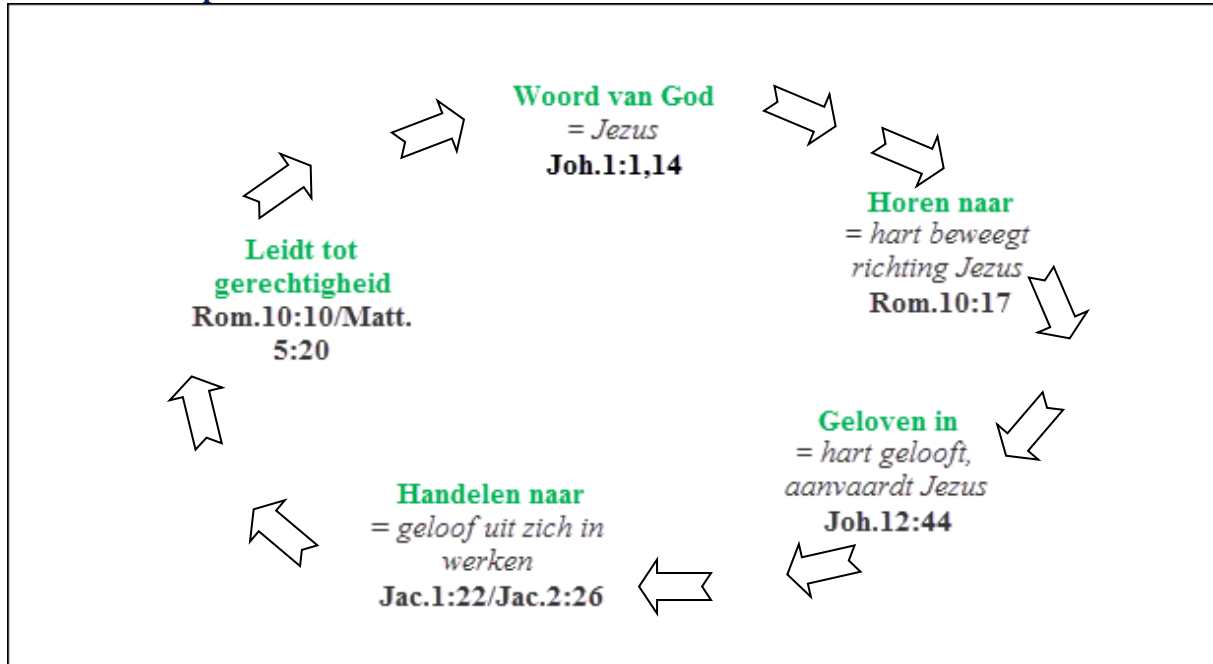 Woord van God
= Jezus
Joh.1:1,14
Horen naar
= hart beweegt
richting Jezus
Rom.10:17
Geloven in
= hart gelooft,
aanvaardt Jezus
Joh.12:44
Handelen naar
= geloof uit zich in
werken
Jac.1:22/Jac.2:26
Leidt tot
gerechtigheid
Rom.10:10/Matt.
5:20